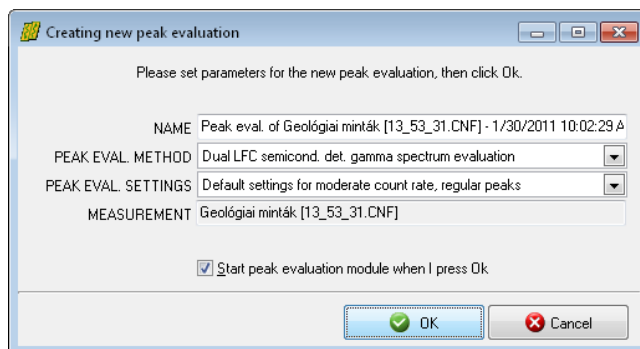 Creating new peak evaluation
Please set parameters for the new peak evaluation, then click Ok.
NAME Peak eval. of Geológiai minták [13_53_31.CNF] - 1/30/2011 10:02:29 A
PEAK EVAL. METHOD Dual LFC semicond. det. gamma spectrum evaluation
PEAK EVAL. SETTINGS Default settings for moderate count rate, regular peaks
MEASUREMENT Geológiai minták [13_53_31.CNF]
Start peak evaluation module when I press Ok
OK Cancel